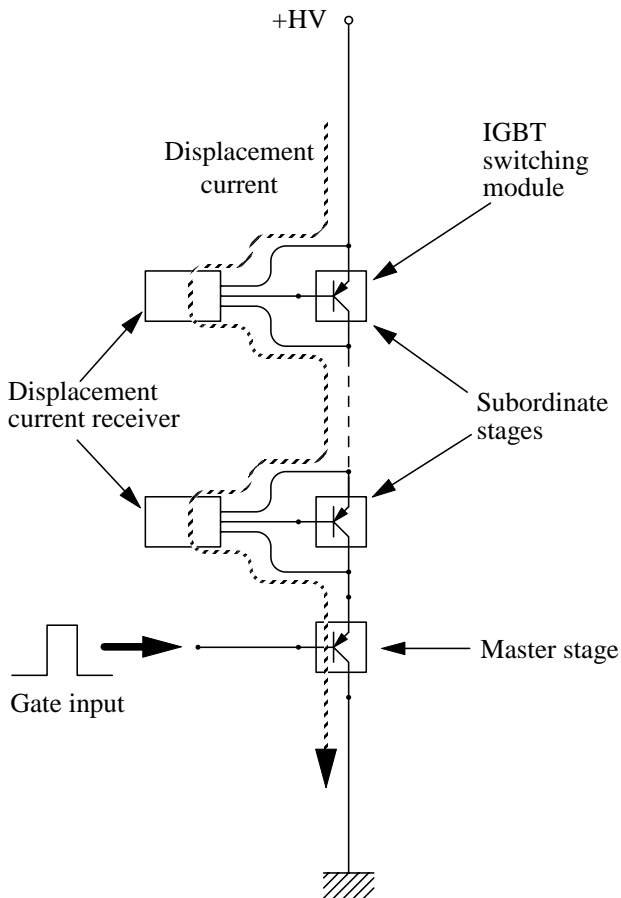 +HV
Displacement
current
IGBT
switching
module
Displacement
current receiver
Subordinate
stages
Gate input
Master stage